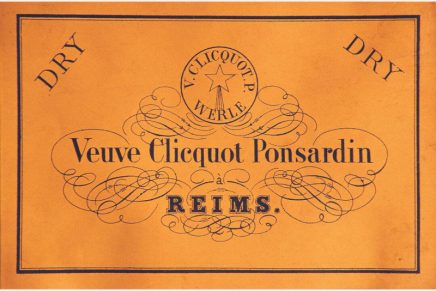 DRY
DRY
V. CLICQUOT. P.
WERLE
Veuve Clicquot Ponsardin
à
REIMS.